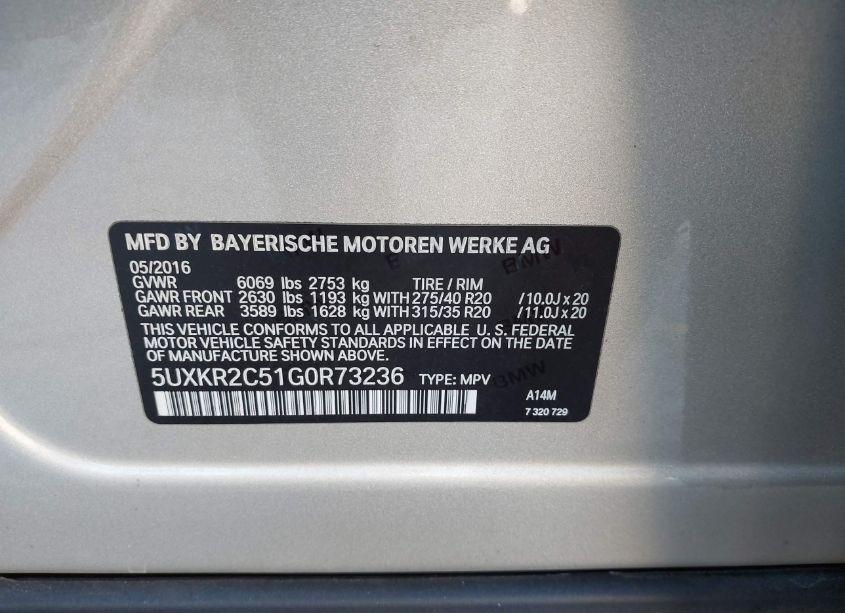 MFD BY BAYERISCHE MOTOREN WERKE AG
05/2016
GVWR 6069 lbs 2753 kg TIRE / RIM
GAWR FRONT 2630 lbs 1193 kg WITH 275/40 R20 /10.0J x 20
GAWR REAR 3589 lbs 1628 kg WITH 315/35 R20 /11.0J x 20
THIS VEHICLE CONFORMS TO ALL APPLICABLE U. S. FEDERAL
MOTOR VEHICLE SAFETY STANDARDS IN EFFECT ON THE DATE
OF MANUFACTURE SHOWN ABOVE.
5UXKR2C51G0R73236 TYPE: MPV
A14M
7 320 729
BMW
BMW
BMW